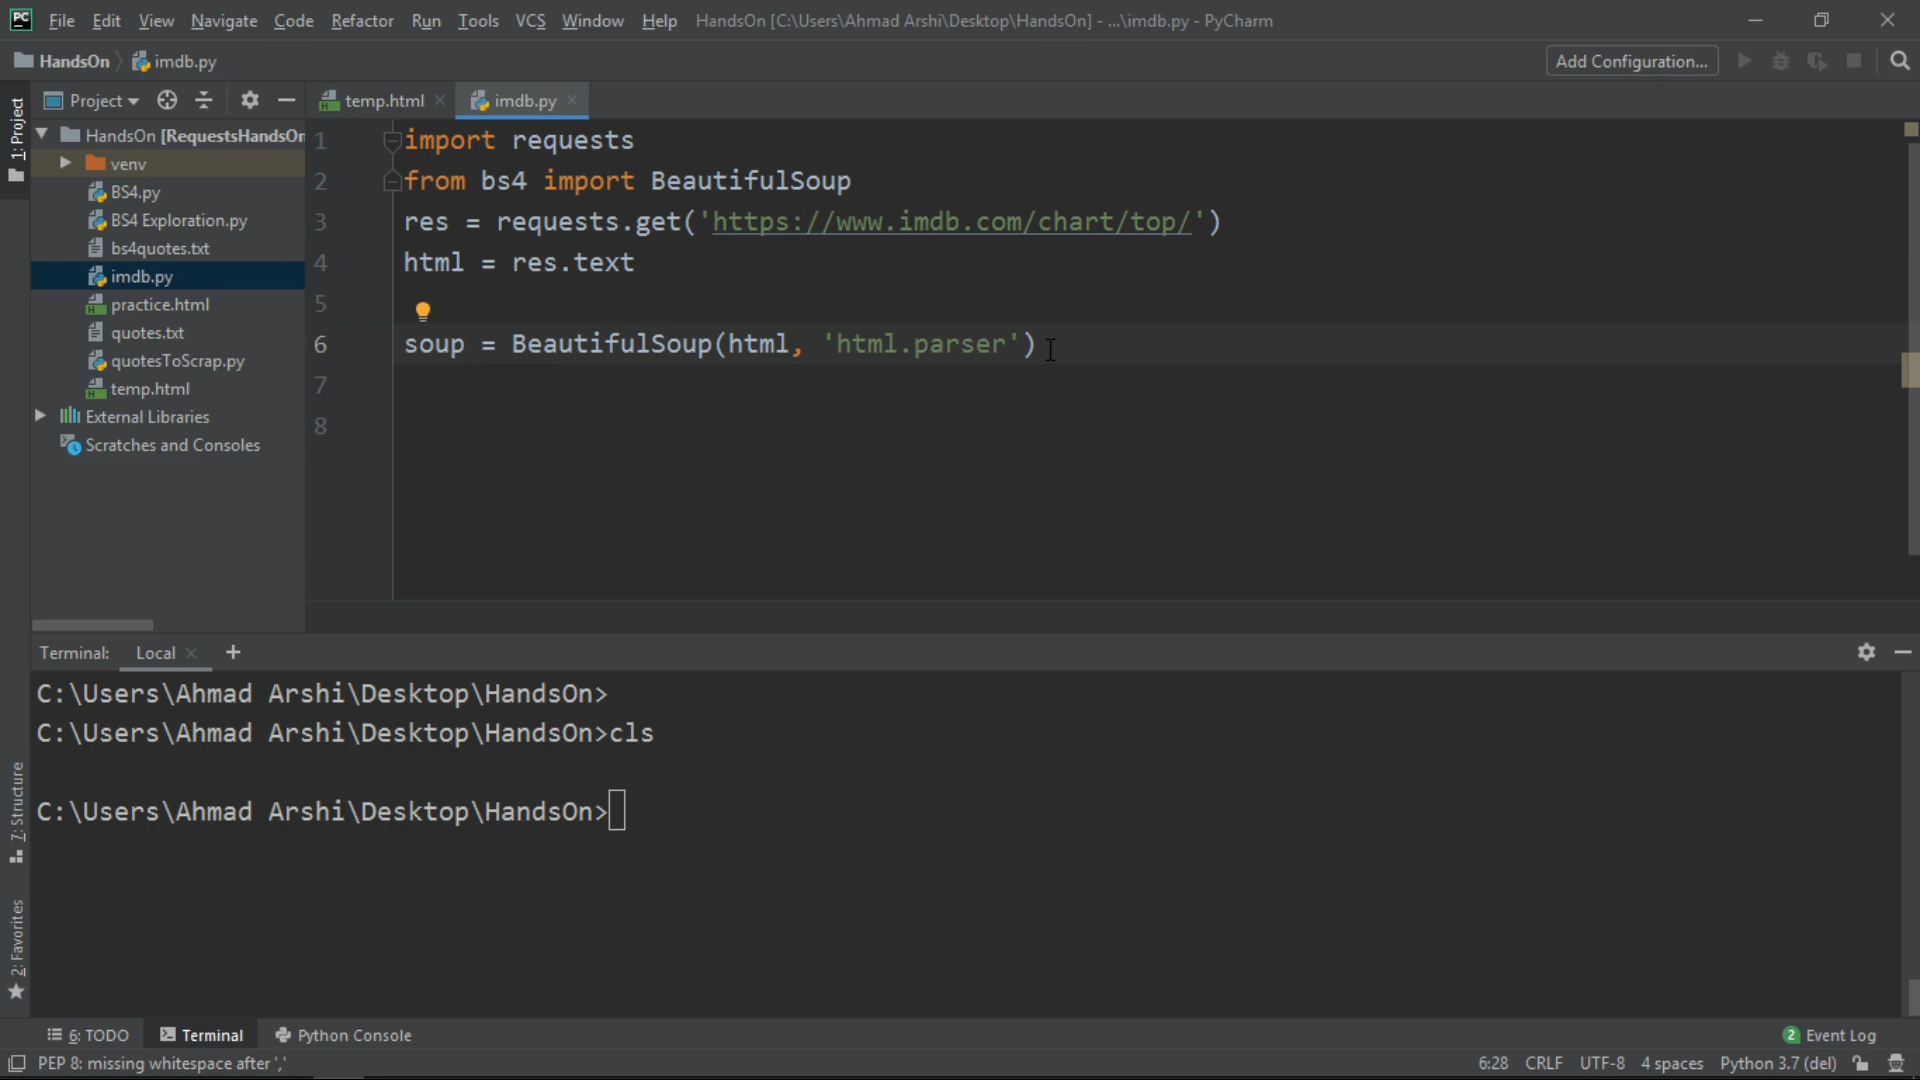 PC File Edit View Navigate Code Refactor Run Tools VCS Window Help HandsOn [C:\Users\Ahmad Arshi\Desktop\HandsOn] - ...\imdb.py - PyCharm
HandsOn imdb.py Add Configuration...
1: Project
Project
temp.html imdb.py
HandsOn [RequestsHandsOn
venv
BS4.py
BS4 Exploration.py
bs4quotes.txt
imdb.py
practice.html
quotes.txt
quotesToScrap.py
temp.html
External Libraries
Scratches and Consoles
1 import requests
2 from bs4 import BeautifulSoup
3 res = requests.get('https://www.imdb.com/chart/top/')
4 html = res.text
5
6 soup = BeautifulSoup(html, 'html.parser')
7
8
Terminal: Local +
C:\Users\Ahmad Arshi\Desktop\HandsOn>
C:\Users\Ahmad Arshi\Desktop\HandsOn>cls
C:\Users\Ahmad Arshi\Desktop\HandsOn>
7: Structure
2: Favorites
6: TODO Terminal Python Console 2 Event Log
PEP 8: missing whitespace after ',' 6:28 CRLF UTF-8 4 spaces Python 3.7 (del)